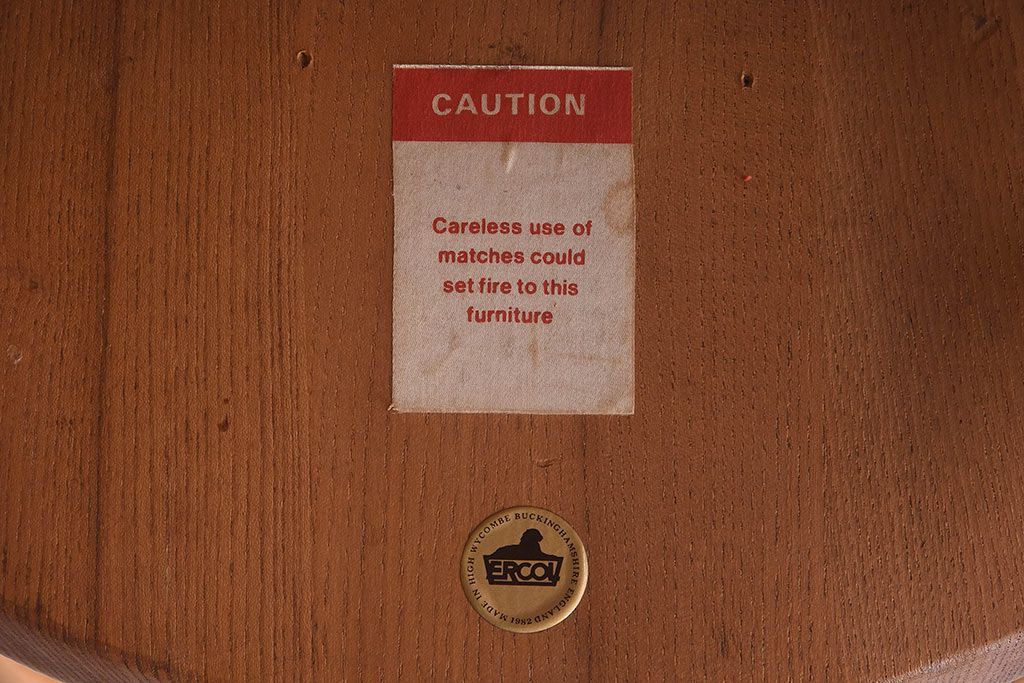 CAUTION
Careless use of
matches could
set fire to this
furniture
ERCOL
MADE IN HIGH WYCOMBE BUCKINGHAMSHIRE ENGLAND 1982